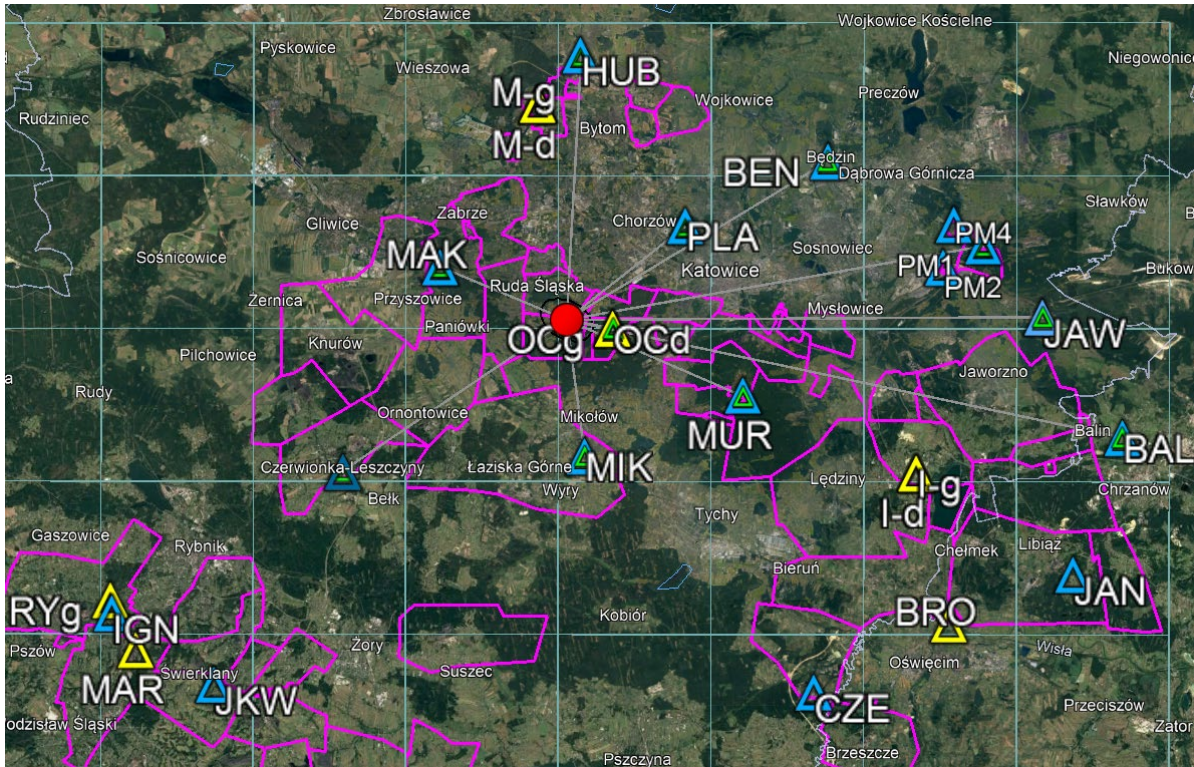 Zbrosławice
Wojkowice Kościelne
Pyskowice
Niegowonice
Wieszowa
HUB
Preczów
M-g
Wojkowice
Rudziniec
Bytom
M-d
Będzin
BEN
Dąbrowa Górnicza
Sławków
Zabrze
Gliwice
Chorzów
PLA
PM4
Sosnowiec
MAK
Sośnicowice
Katowice
PM1
Bukow
Ruda Śląska
PM2
Żernica
Przyszowice
Mysłowice
Paniówki
JAW
OCg
OCd
Khurów
Pilchowice
Jaworzno
Rudy
Ornontowice
Mikołów
MUR
Balin
BAL
Czerwionka-Leszczyny
Łaziska Górne
MIK
Lędziny
I-g
Chrzanów
Bełk
Wyry
Tychy
I-d
Gaszowice
Rybnik
Chełmek
Libiąż
Bieruń
JAN
RYg
Kobiór
BRO
IGN
Pszów
Żory
Wisła
Oświęcim
Świerklany
Suszec
MAR
JKW
CZE
Przeciszów
odzisław Śląski
Zator
Brzeszcze
Pszczyna